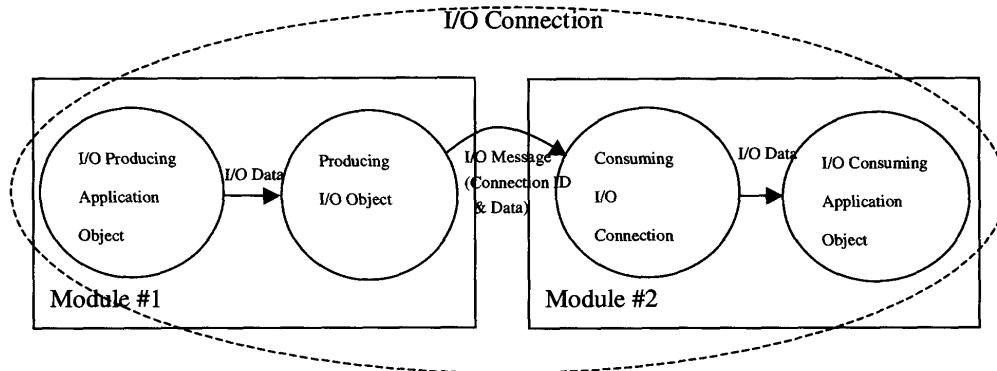 I/O Connection
I/O Producing
Application
Object
I/O Data
Producing
I/O Object
I/O Message
(Connection ID
& Data)
Consuming
I/O
Connection
I/O Data
I/O Consuming
Application
Object
Module #1
Module #2